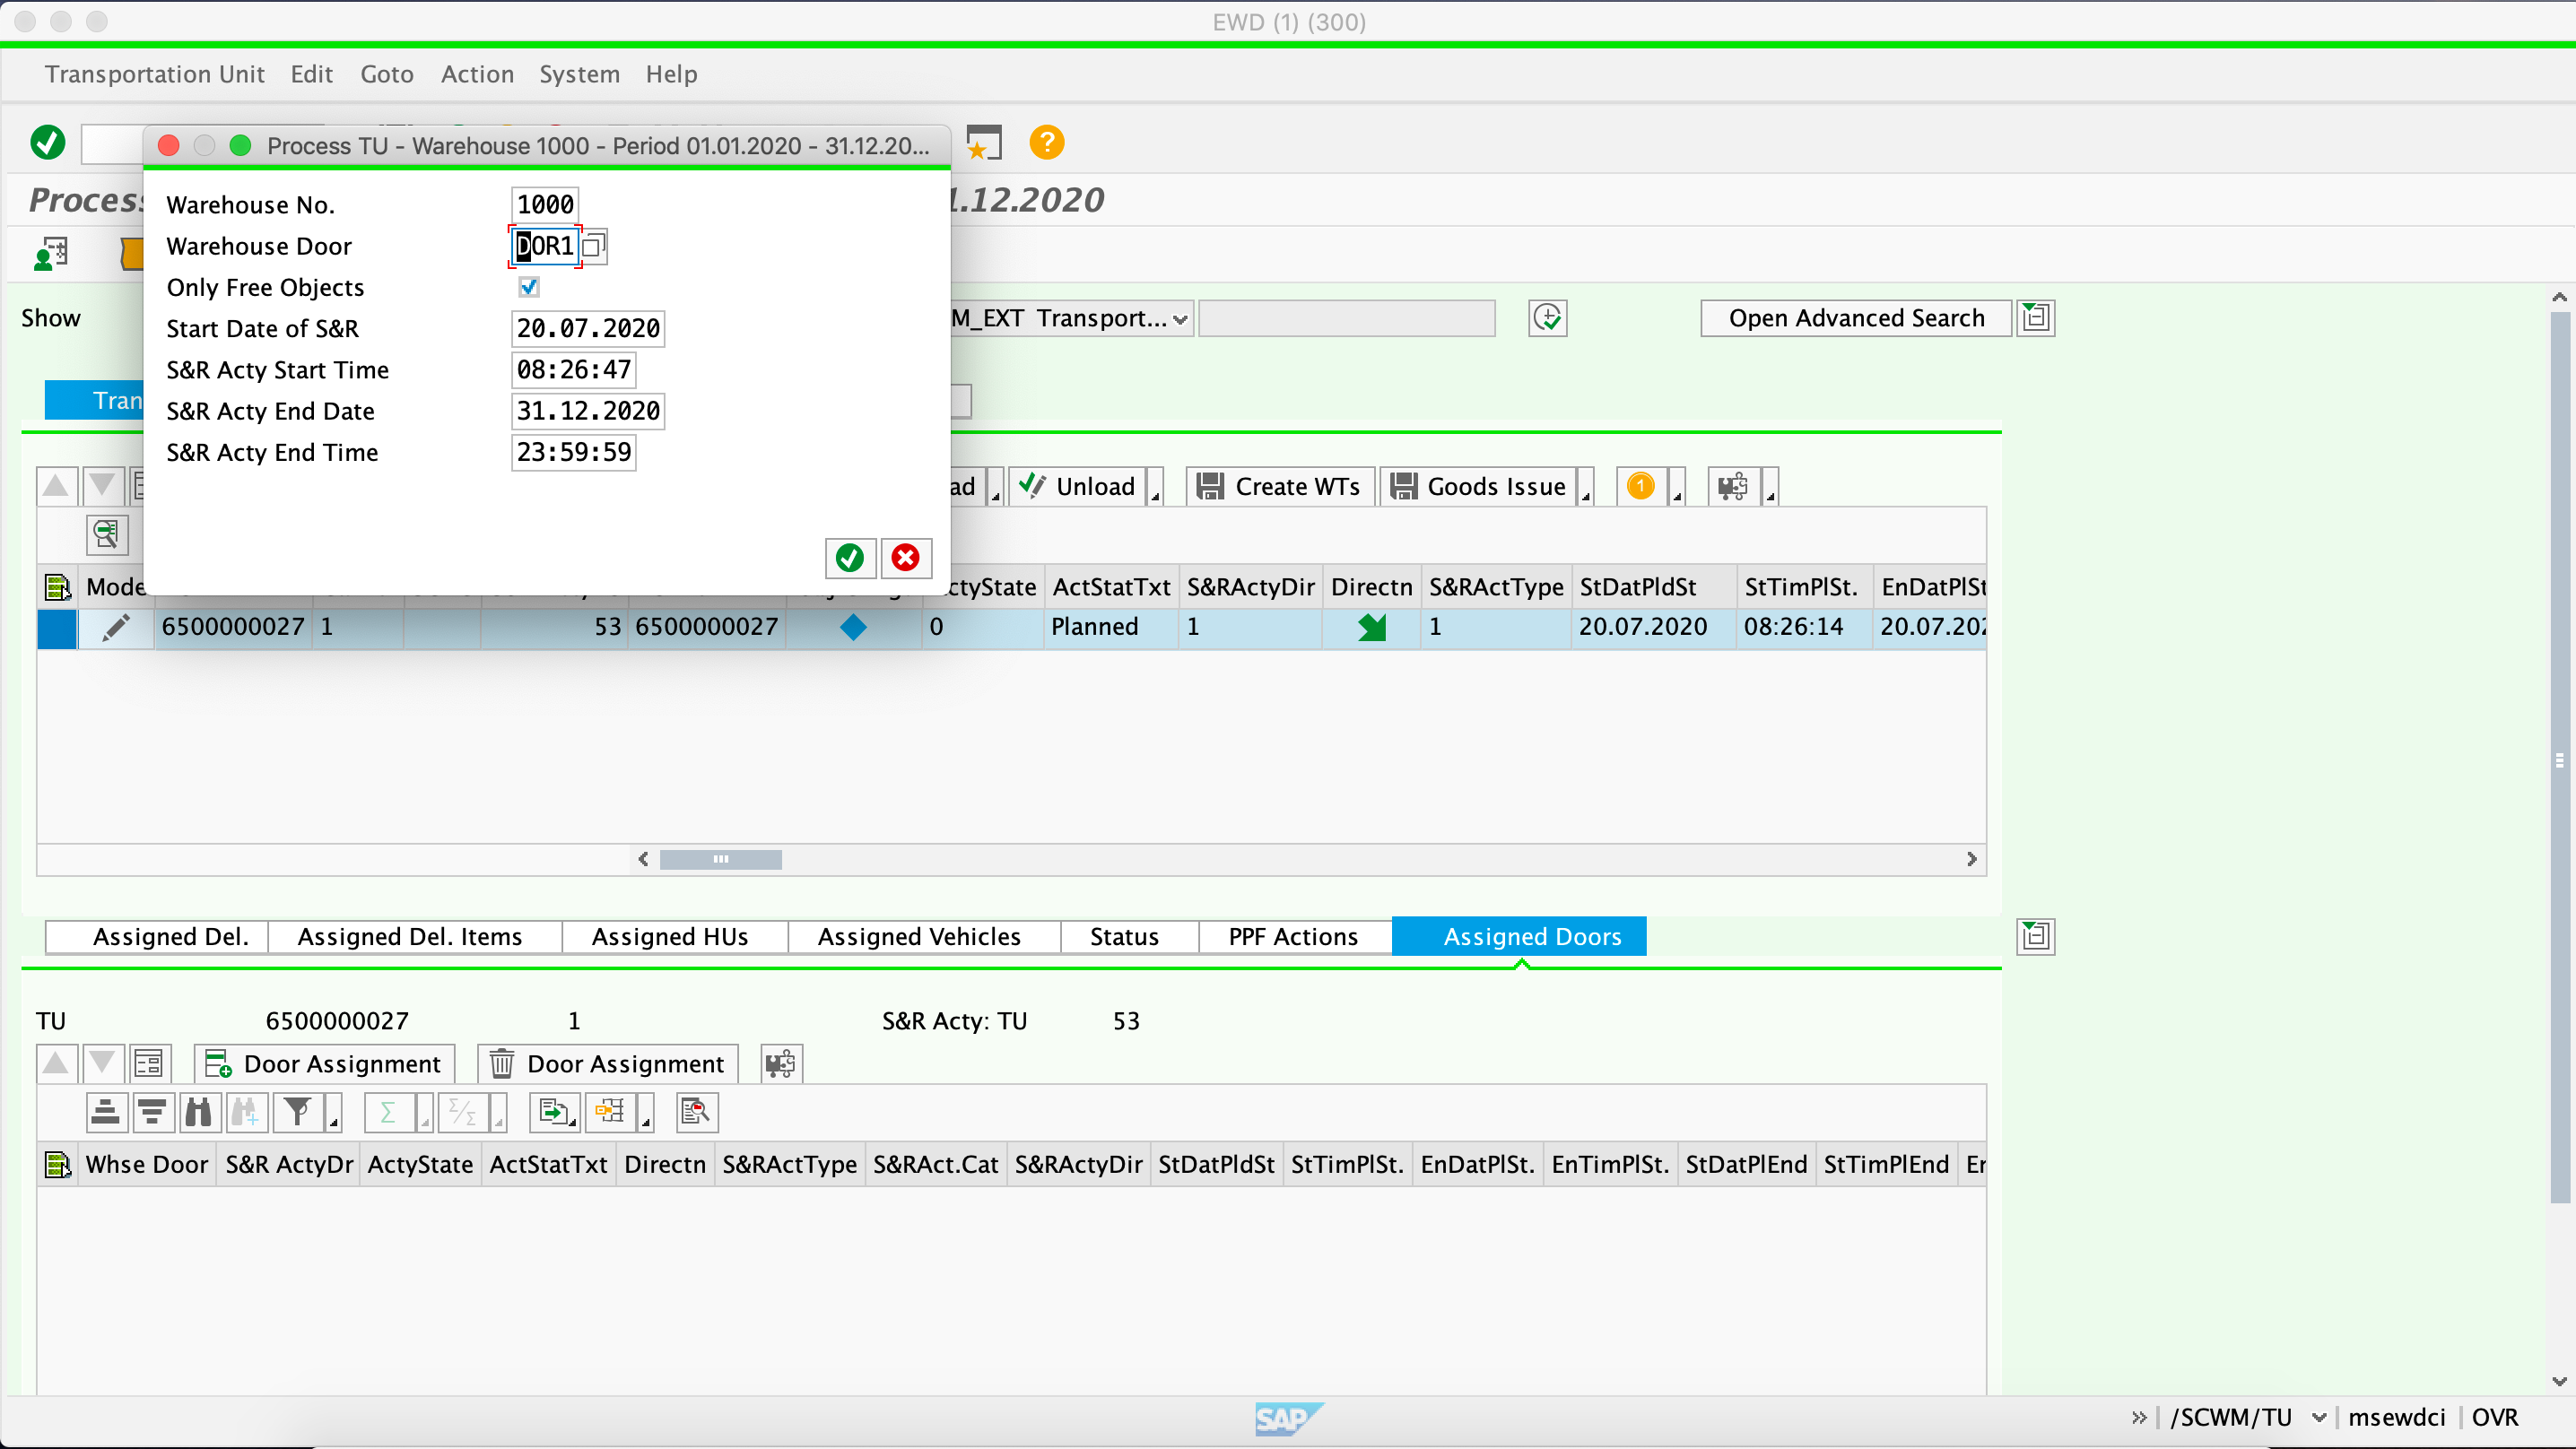 EWD (1) (300)
Transportation Unit Edit Goto Action System Help
Process TU - Warehouse 1000 - Period 01.01.2020 - 31.12.20...
Process 1.12.2020
Warehouse No. 1000
Warehouse Door DOR1
Only Free Objects
Start Date of S&R 20.07.2020
S&R Acty Start Time 08:26:47
S&R Acty End Date 31.12.2020
S&R Acty End Time 23:59:59
Show M_EXT Transport... Open Advanced Search
Tran
ad Unload Create WTs Goods Issue 1
Mode ctyState ActStatTxt S&RActyDir Directn S&RActType StDatPldSt StTimPlSt. EnDatPlSt
6500000027 1 53 6500000027 0 Planned 1 1 20.07.2020 08:26:14 20.07.202
Assigned Del. Assigned Del. Items Assigned HUs Assigned Vehicles Status PPF Actions Assigned Doors
TU 6500000027 1 S&R Acty: TU 53
Door Assignment Door Assignment
Whse Door S&R ActyDr ActyState ActStatTxt Directn S&RActType S&RAct.Cat S&RActyDir StDatPldSt StTimPlSt. EnDatPlSt. EnTimPlSt. StDatPlEnd StTimPlEnd Er
SAP /SCWM/TU msewdci OVR